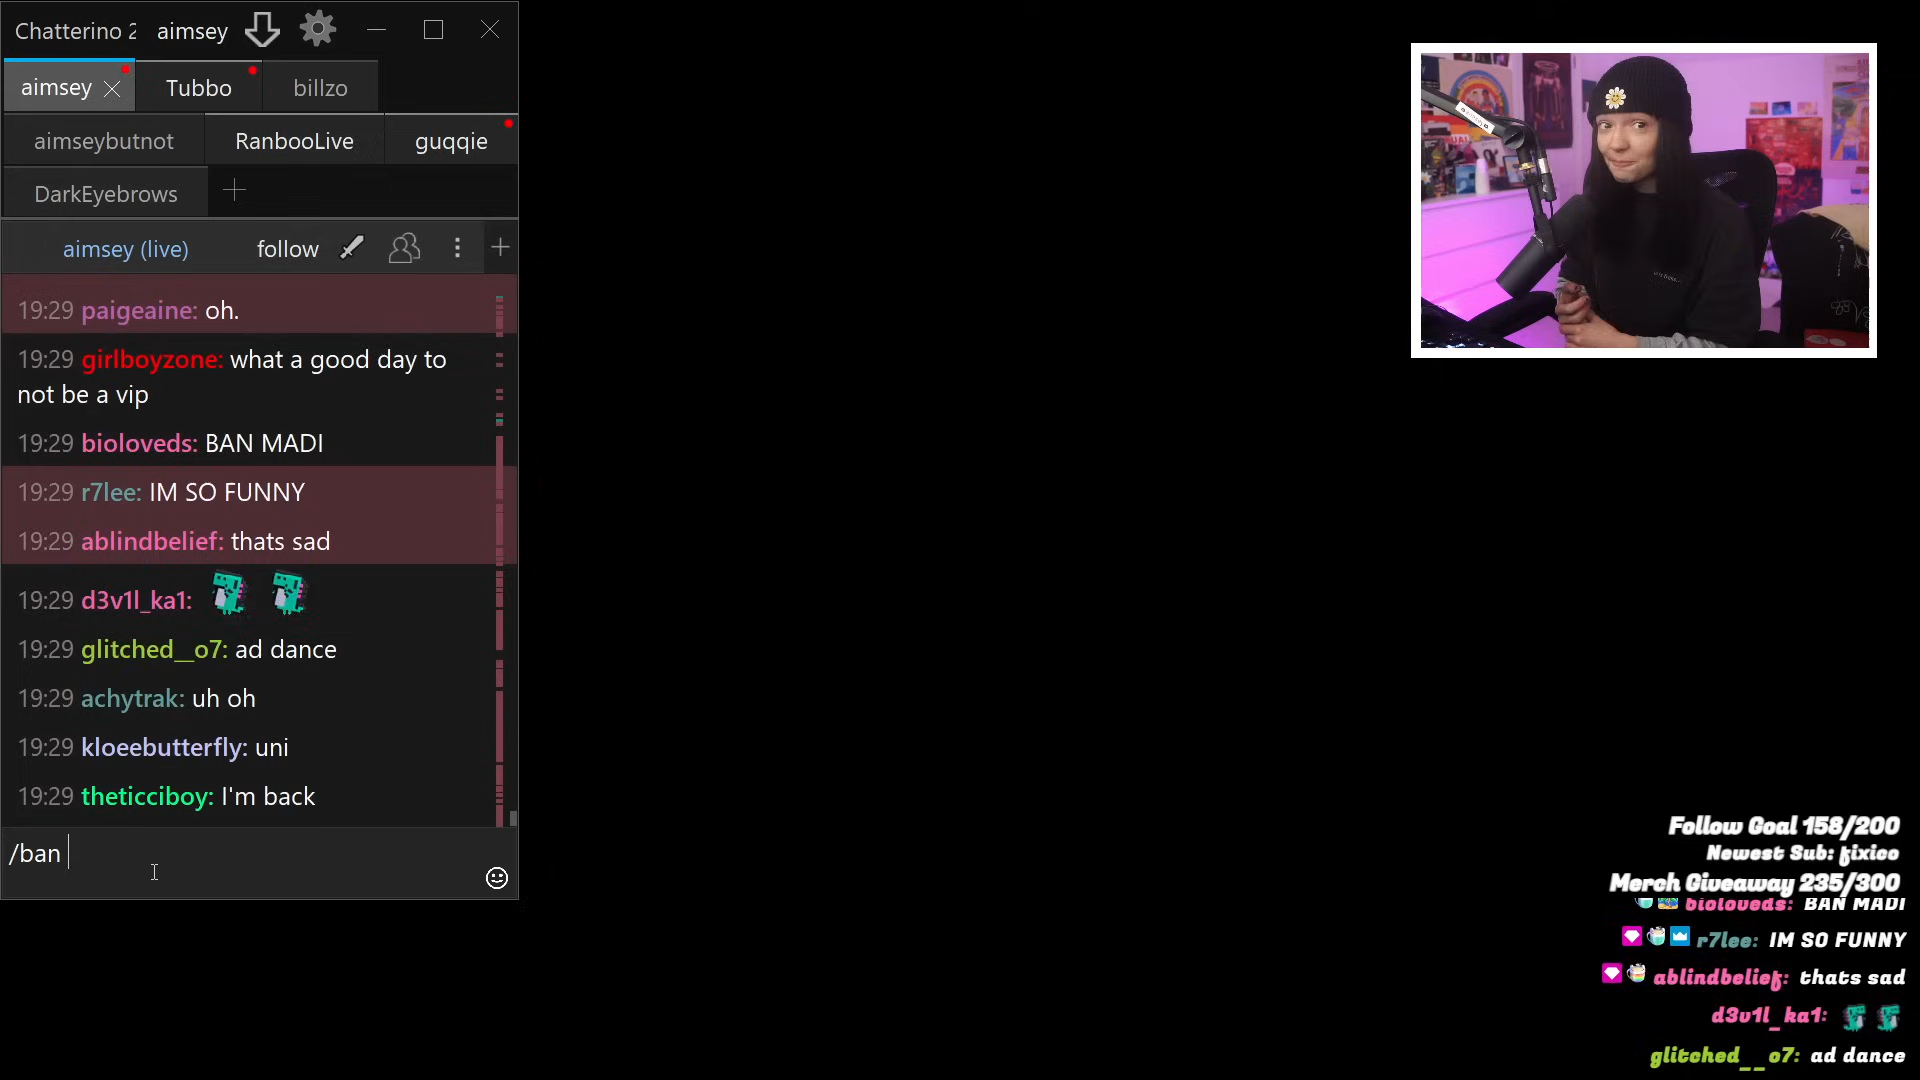 Chatterino 2
aimsey
aimsey
Tubbo
billzo
aimseybutnot
RanbooLive
guqqie
DarkEyebrows
aimsey (live)
follow
19:29 paigeaine: oh.
19:29 girlboyzone: what a good day to
not be a vip
19:29 bioloveds: BAN MADI
19:29 r7lee: IM SO FUNNY
19:29 ablindbelief: thats sad
19:29 d3v1l_ka1:
19:29 glitched__o7: ad dance
19:29 achytrak: uh oh
19:29 kloeebutterfly: uni
19:29 theticciboy: I'm back
/ban
Follow Goal 158/200
Newest Sub: fixico
Merch Giveaway 235/300
bioloveds: BAN MADI
r7lee: IM SO FUNNY
ablindbelief: thats sad
d3v1l_ka1:
glitched__o7: ad dance